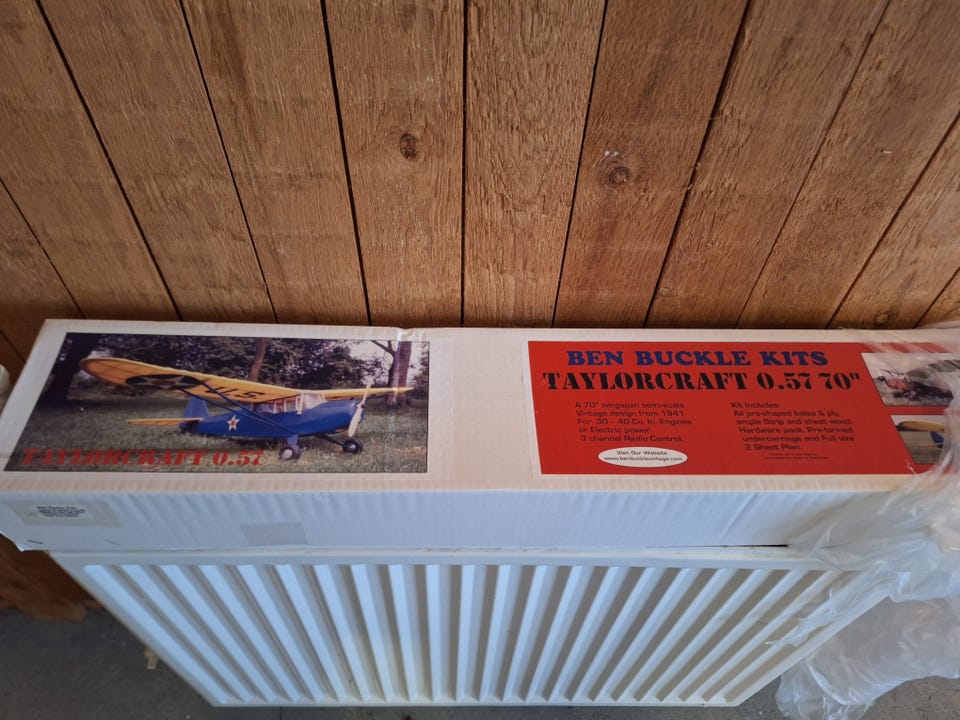 TAYLORCRAFT 0.57
BEN BUCKLE KITS
TAYLORCRAFT 0.57 70"
A 70" wingspan semi-scale
Vintage design from 1941.
For .30 - .40 Cu. In. Engines
or Electric power.
3 channel Radio Control.
Visit Our Website
www.benbucklevintage.com
Kit Includes:
All pre-shaped balsa & ply,
ample Strip and sheet wood,
Hardware pack, Pre-formed
undercarriage and Full size
2 Sheet Plan.